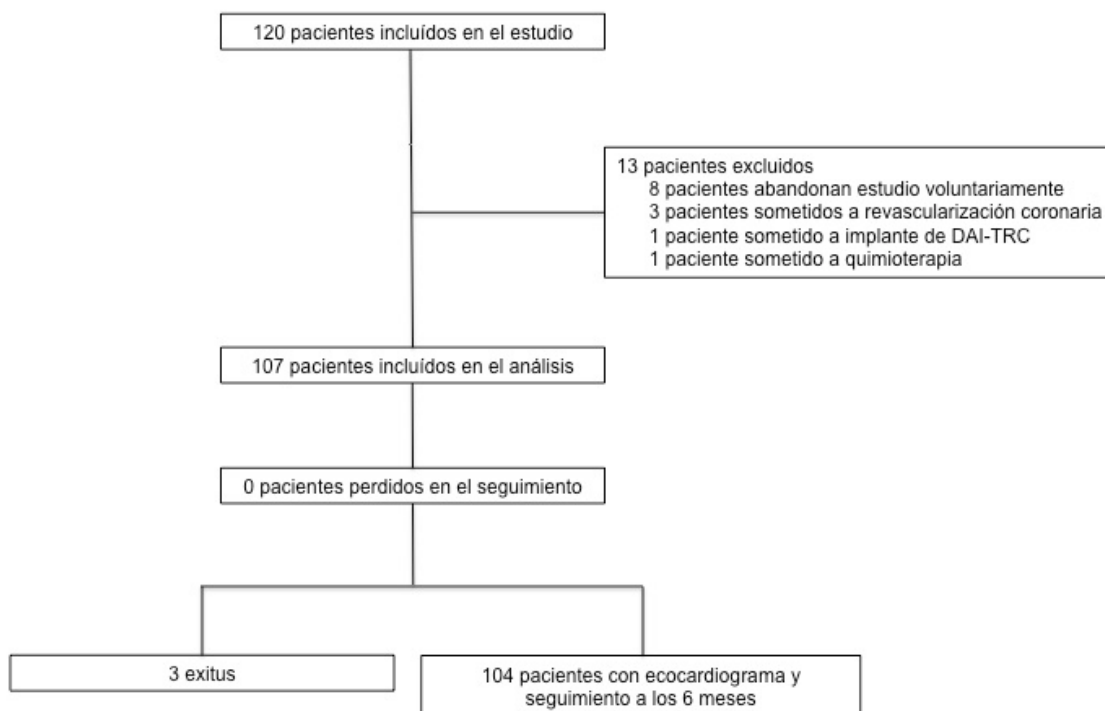 120 pacientes incluídos en el estudio
13 pacientes excluidos
8 pacientes abandonan estudio voluntariamente
3 pacientes sometidos a revascularización coronaria
1 paciente sometido a implante de DAI-TRC
1 paciente sometido a quimioterapia
107 pacientes incluídos en el análisis
0 pacientes perdidos en el seguimiento
3 exitus
104 pacientes con ecocardiograma y
seguimiento a los 6 meses